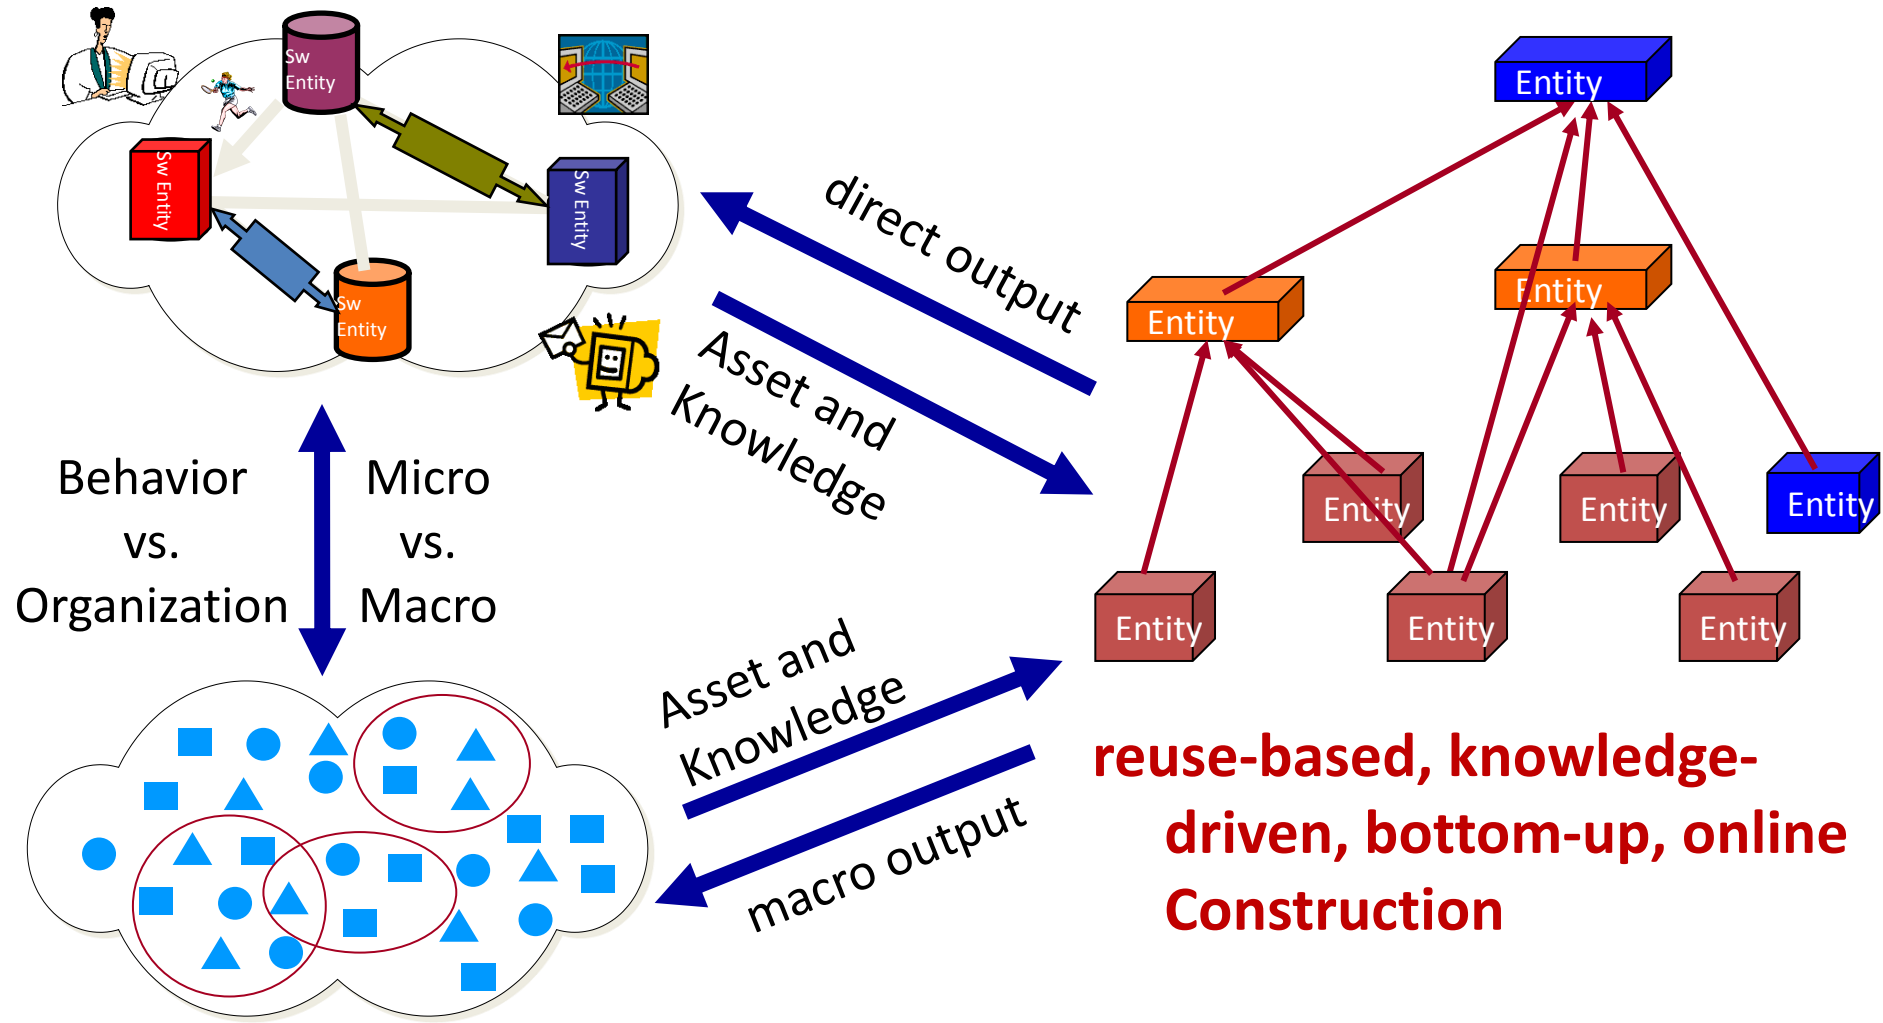 Sw
Entity
Sw Entity
Sw Entity
Sw
Entity
direct output
Asset and
Knowledge
Behavior
vs.
Organization
Micro
vs.
Macro
Asset and
Knowledge
macro output
Entity
Entity
Entity
Entity
Entity
Entity
Entity
Entity
Entity
reuse-based, knowledge-
driven, bottom-up, online
Construction